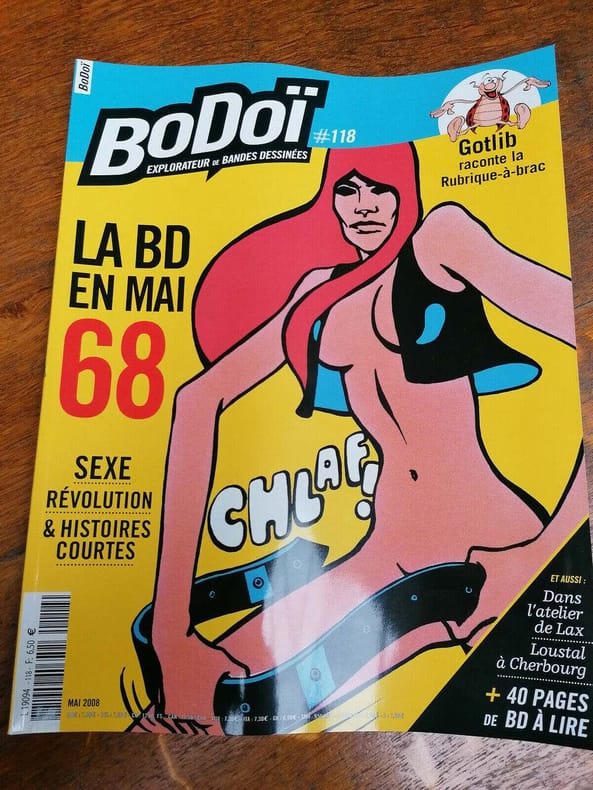 BoDoï
BoDoï
#118
EXPLORATEUR DE BANDES DESSINÉES
Gotlib
raconte la
Rubrique-à-brac
LA BD
EN MAI
68
SEXE
RÉVOLUTION
& HISTOIRES
COURTES
CHLAF!
ET AUSSI :
Dans
l'atelier
de Lax
Loustal
à Cherbourg
+ 40 PAGES
DE BD À LIRE
19094 - 118 - F: 6,50 €
MAI 2008